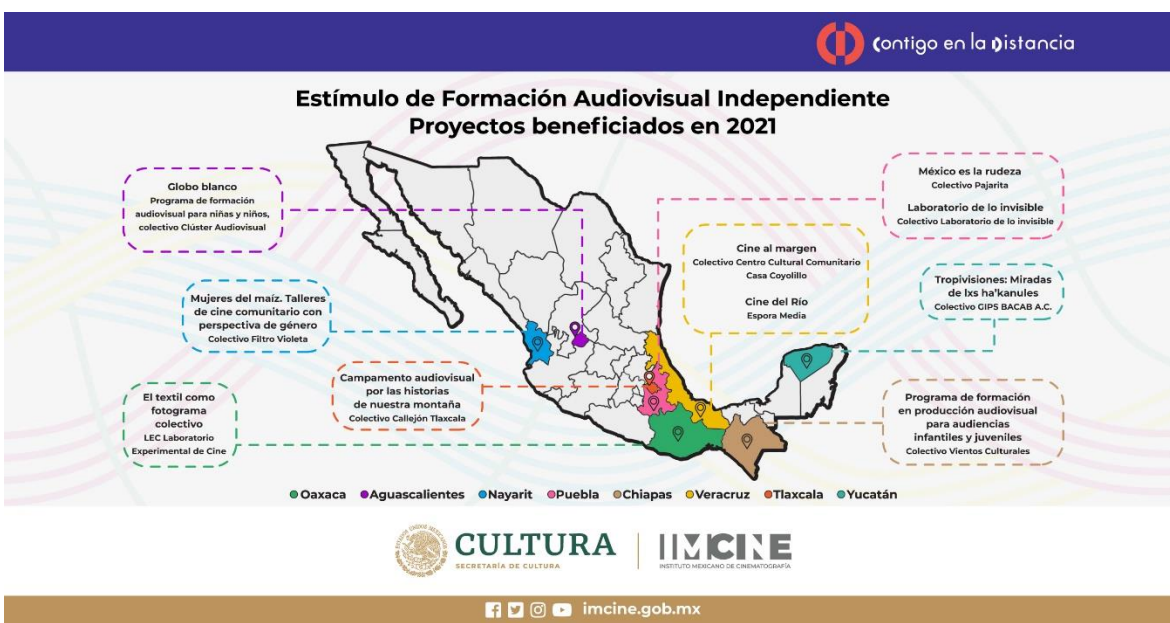 contigo en la Distancia
Estímulo de Formación Audiovisual Independiente
Proyectos beneficiados en 2021
Globo blanco
Programa de formación
audiovisual para niñas y niños,
colectivo Clúster Audiovisual
Mujeres del maíz. Talleres
de cine comunitario con
perspectiva de género
Colectivo Filtro Violeta
El textil como
fotograma
colectivo
LEC Laboratorio
Experimental de Cine
Campamento audiovisual
por las historias
de nuestra montaña
Colectivo Callejón Tlaxcala
Cine al margen
Colectivo Centro Cultural Comunitario
Casa Coyolillo
Cine del Río
Espora Media
México es la rudeza
Colectivo Pajarita
Laboratorio de lo invisible
Colectivo Laboratorio de lo invisible
Tropivisiones: Miradas
de lxs ha'kanules
Colectivo GIPS BACAB A.C.
Programa de formación
en producción audiovisual
para audiencias
infantiles y juveniles
Colectivo Vientos Culturales
Oaxaca Aguascalientes Nayarit Puebla Chiapas Veracruz Tlaxcala Yucatán
CULTURA
SECRETARÍA DE CULTURA
IMCINE
INSTITUTO MEXICANO DE CINEMATOGRAFÍA
imcine.gob.mx